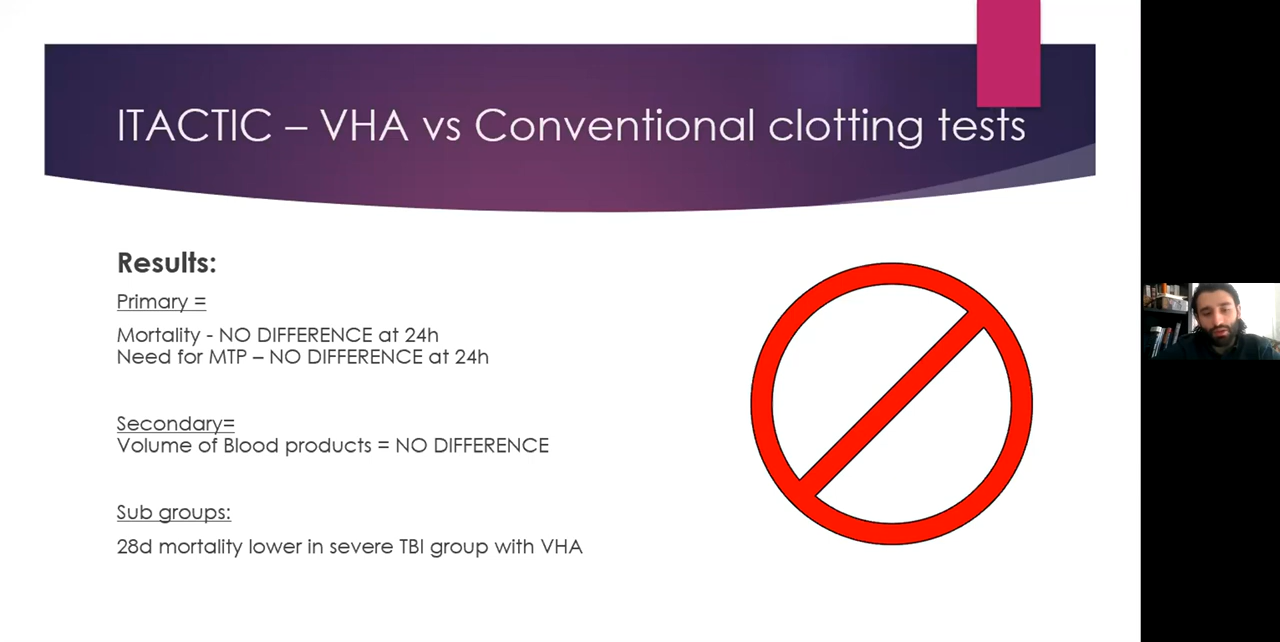 ITACTIC – VHA vs Conventional clotting tests
Results:
Primary =
Mortality - NO DIFFERENCE at 24h
Need for MTP – NO DIFFERENCE at 24h
Secondary=
Volume of Blood products = NO DIFFERENCE
Sub groups:
28d mortality lower in severe TBI group with VHA